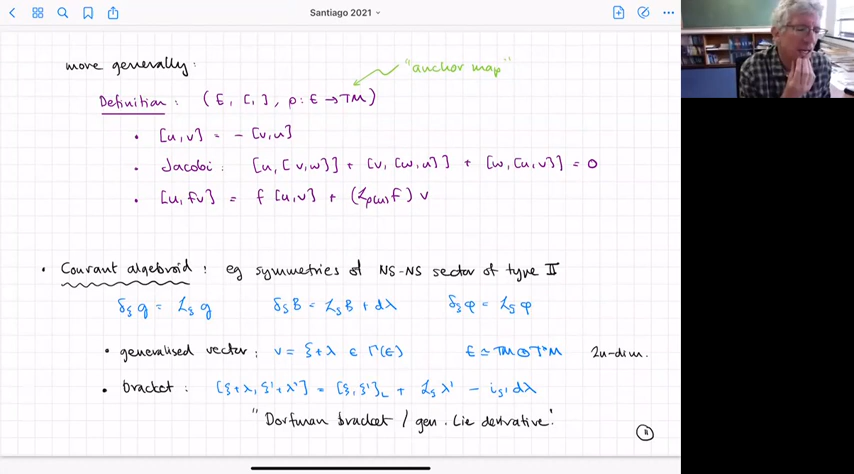 Santiago 2021
more generally:
"anchor map"
Definition : (E, [,], ρ: E → TM)
• [u,v] = - [v,u]
• Jacobi : [u,[v,w]] + [v,[w,u]] + [w,[u,v]] = 0
• [u,fv] = f [u,v] + (ℒρ(u)f) v
• Courant algebroid : eg symmetries of NS-NS sector of type II
δξ g = ℒξ g δξ B = ℒξ B + dλ δξ φ = ℒξ φ
• generalised vector : v = ξ+λ ∈ Γ(E) E ≃ TM⊕T*M 2n-dim.
• bracket : [ξ+λ, ξ'+λ'] = [ξ,ξ']L + ℒξ λ' - iξ' dλ
"Dorfman bracket / gen. Lie derivative".
11